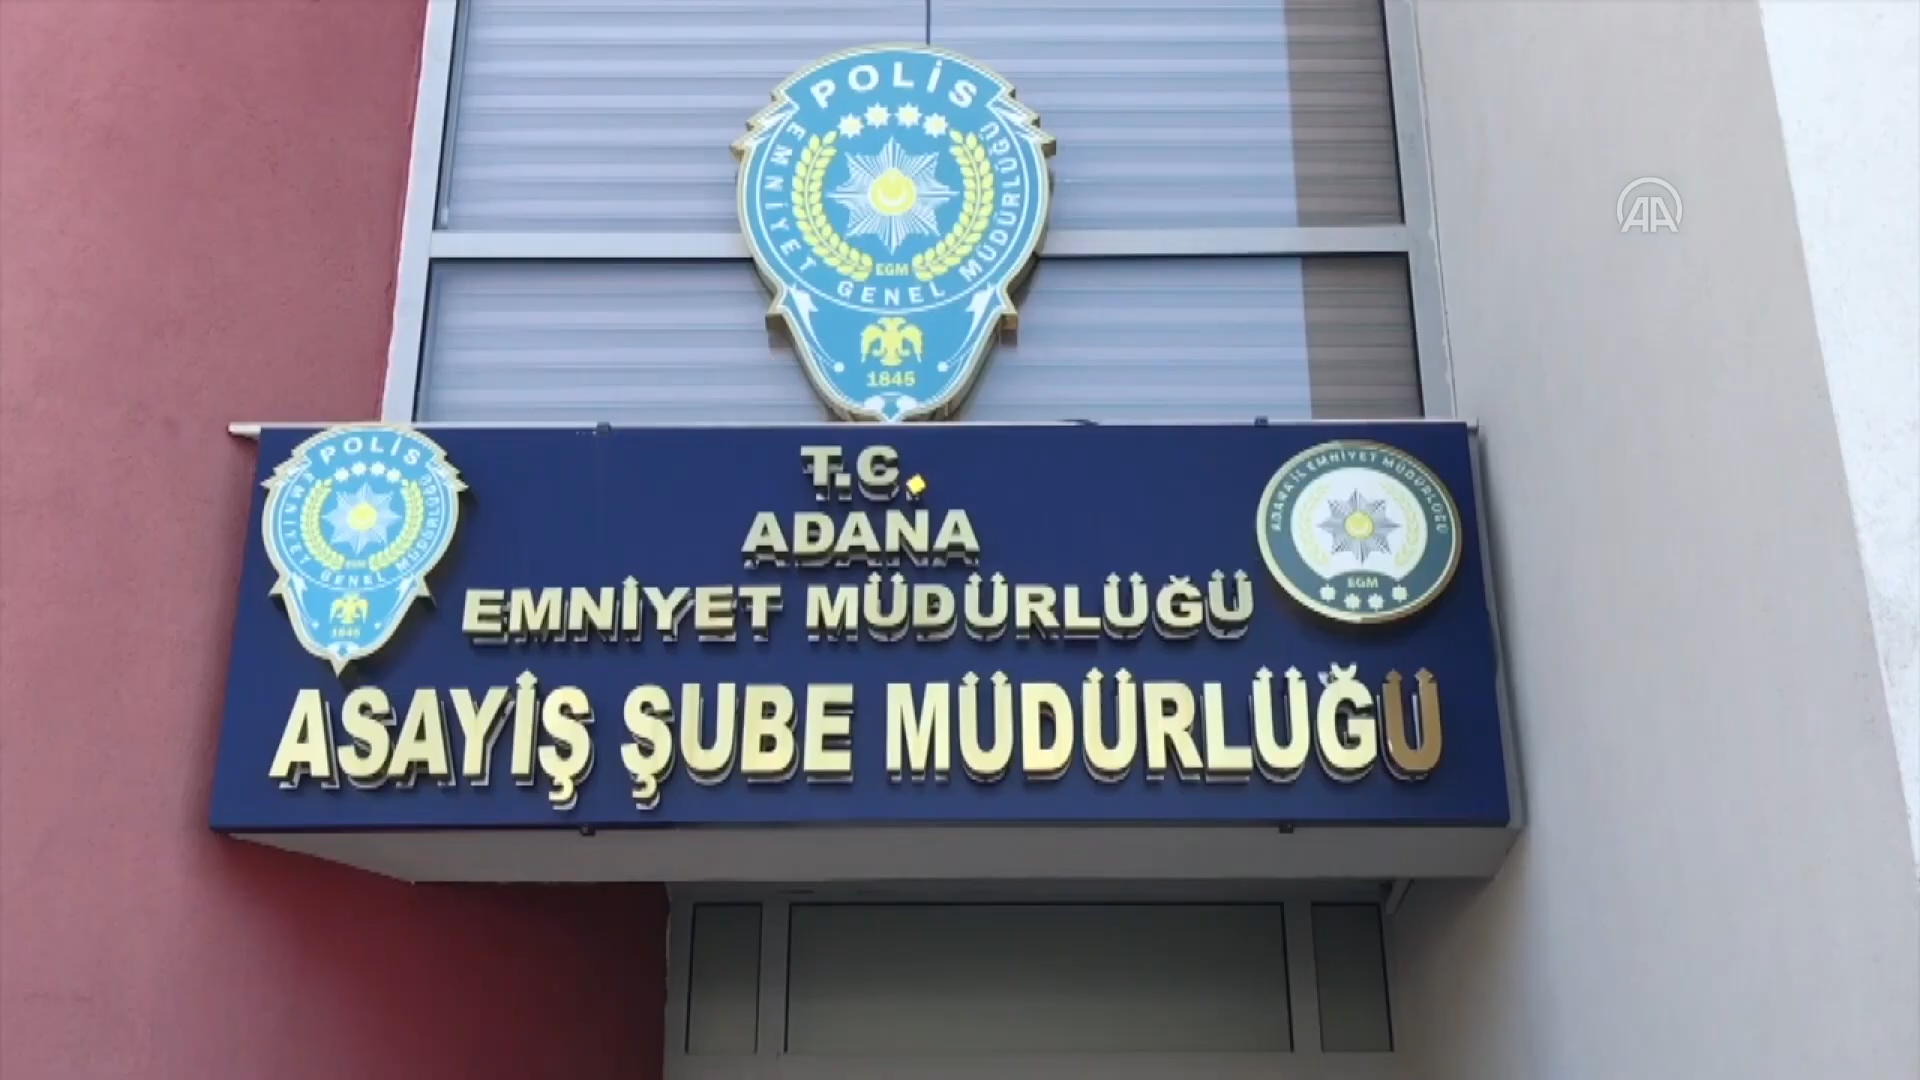 POLİS
EMNİYET GENEL MÜDÜRLÜĞÜ
EGM
1845
AA
POLİS
EMNİYET GENEL MÜDÜRLÜĞÜ
EGM
1845
T.C.
ADANA
EMNİYET MÜDÜRLÜĞÜ
ASAYİŞ ŞUBE MÜDÜRLÜĞÜ
ADANA İL EMNİYET MÜDÜRLÜĞÜ
EGM